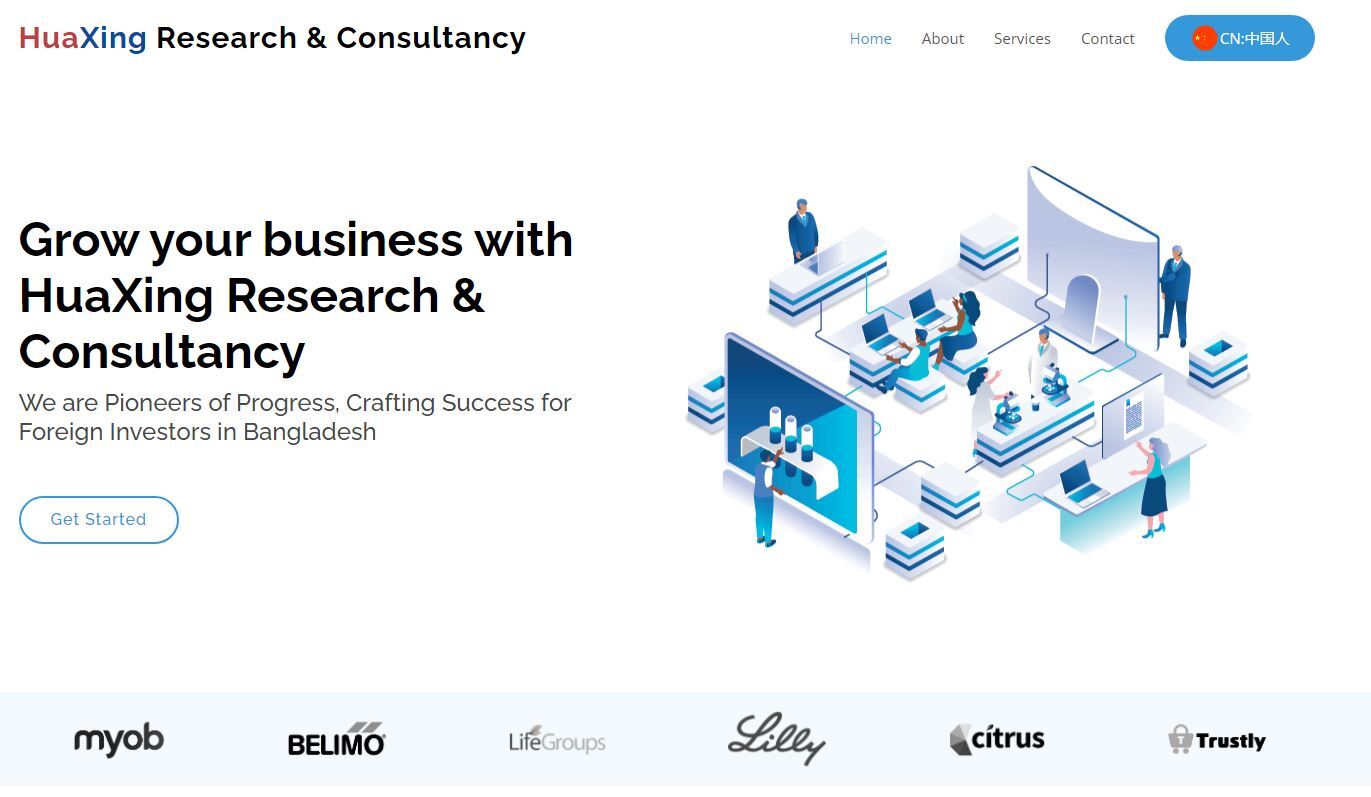 HuaXing Research & Consultancy
Home About Services Contact CN:中国人
Grow your business with
HuaXing Research &
Consultancy
We are Pioneers of Progress, Crafting Success for
Foreign Investors in Bangladesh
Get Started
myob BELIMO LifeGroups Lilly citrus T Trustly